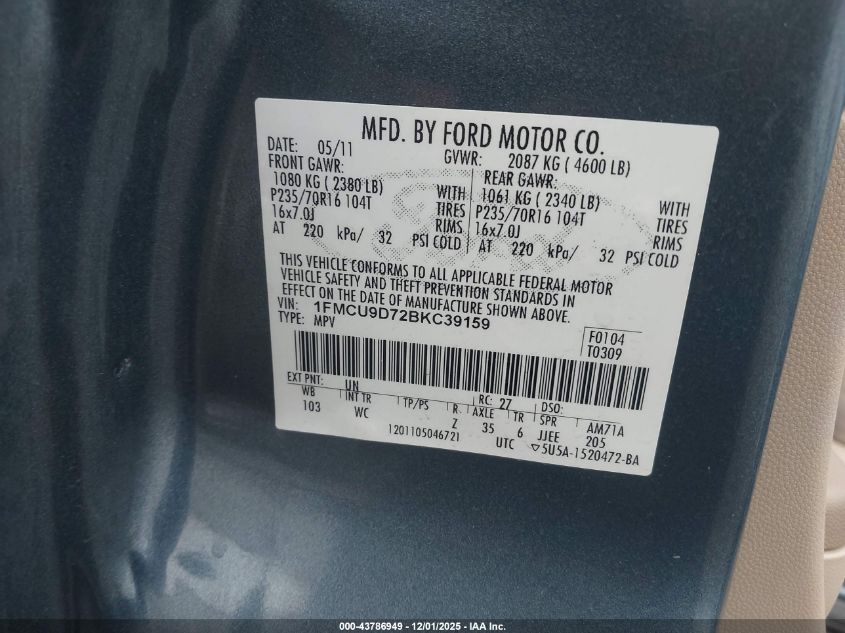 MFD. BY FORD MOTOR CO.
DATE: 05/11 GVWR: 2087 KG ( 4600 LB)
FRONT GAWR: REAR GAWR:
1080 KG ( 2380 LB) WITH 1061 KG ( 2340 LB) WITH
P235/70R16 104T TIRES P235/70R16 104T TIRES
16x7.0J RIMS 16x7.0J RIMS
AT 220 kPa/ 32 PSI COLD AT 220 kPa/ 32 PSI COLD
THIS VEHICLE CONFORMS TO ALL APPLICABLE FEDERAL MOTOR
VEHICLE SAFETY AND THEFT PREVENTION STANDARDS IN
EFFECT ON THE DATE OF MANUFACTURE SHOWN ABOVE.
VIN: 1FMCU9D72BKC39159
TYPE: MPV
F0104
T0309
EXT PNT: UN RC: 27 DSO:
WB INT TR TP/PS R AXLE TR SPR AM71A
103 WC Z 35 6 JJEE 205
1201105046721 UTC ▽5U5A-1520472-BA
000-43786949 • 12/01/2025 - IAA Inc.